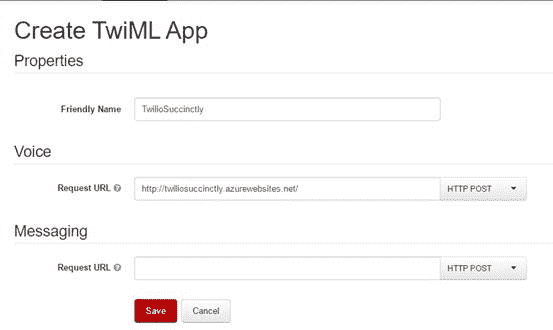 Create TwiML App
Properties
Friendly Name TwilioSuccinctly
Voice
Request URL ? http://twiliosuccinctly.azurewebsites.net/ HTTP POST
Messaging
Request URL ? HTTP POST
Save Cancel